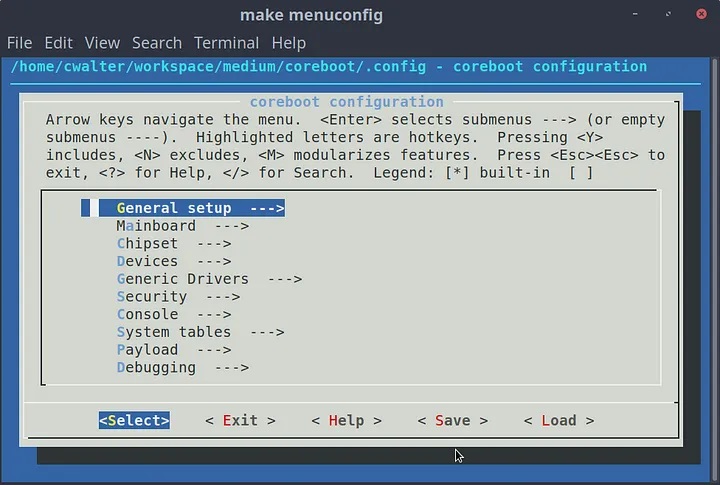 make menuconfig
File Edit View Search Terminal Help
/home/cwalter/workspace/medium/coreboot/.config - coreboot configuration
coreboot configuration
Arrow keys navigate the menu.  <Enter> selects submenus ---> (or empty
submenus ----).  Highlighted letters are hotkeys.  Pressing <Y>
includes, <N> excludes, <M> modularizes features.  Press <Esc><Esc> to
exit, <?> for Help, </> for Search.  Legend: [*] built-in  [ ]
General setup  --->
Mainboard  --->
Chipset  --->
Devices  --->
Generic Drivers  --->
Security  --->
Console  --->
System tables  --->
Payload  --->
Debugging  --->
<Select>    < Exit >    < Help >    < Save >    < Load >